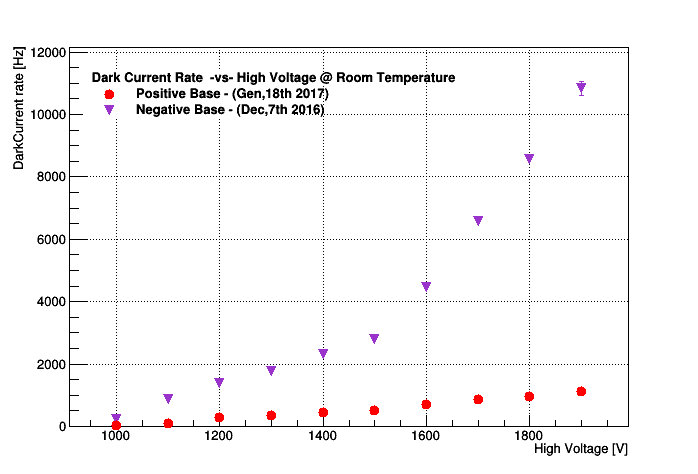 DarkCurrent rate [Hz]
12000
10000
8000
6000
4000
2000
0
Dark Current Rate -vs- High Voltage @ Room Temperature
Positive Base - (Gen,18th 2017)
Negative Base - (Dec,7th 2016)
1000 1200 1400 1600 1800
High Voltage [V]